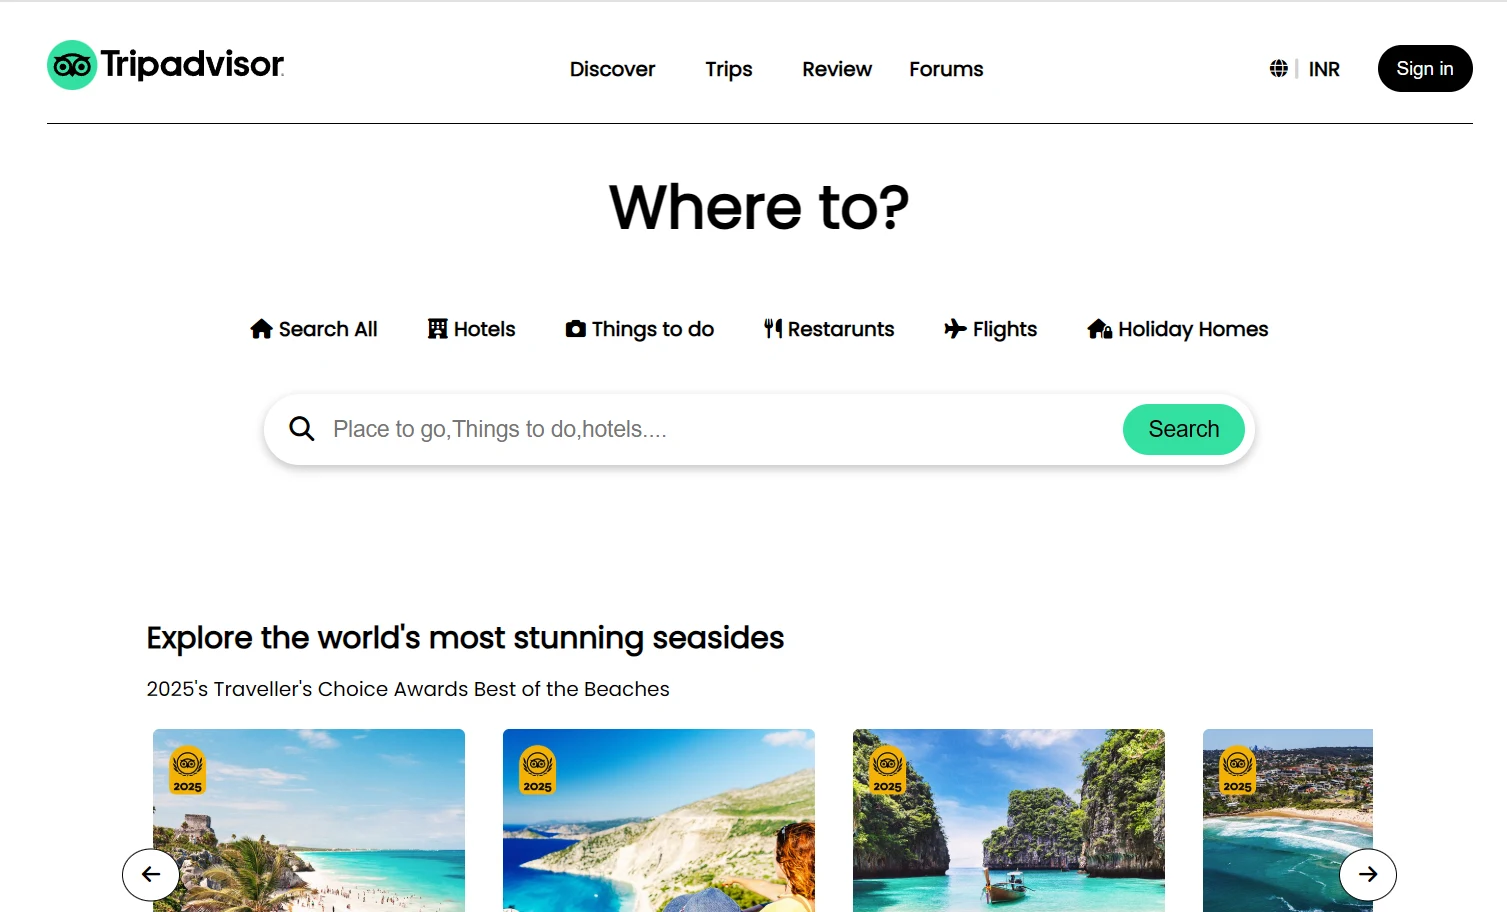 Tripadvisor
Discover Trips Review Forums
INR
Sign in
Where to?
Search All Hotels Things to do Restarunts Flights Holiday Homes
Place to go,Things to do,hotels....
Search
Explore the world's most stunning seasides
2025's Traveller's Choice Awards Best of the Beaches
2025
2025
2025
2025